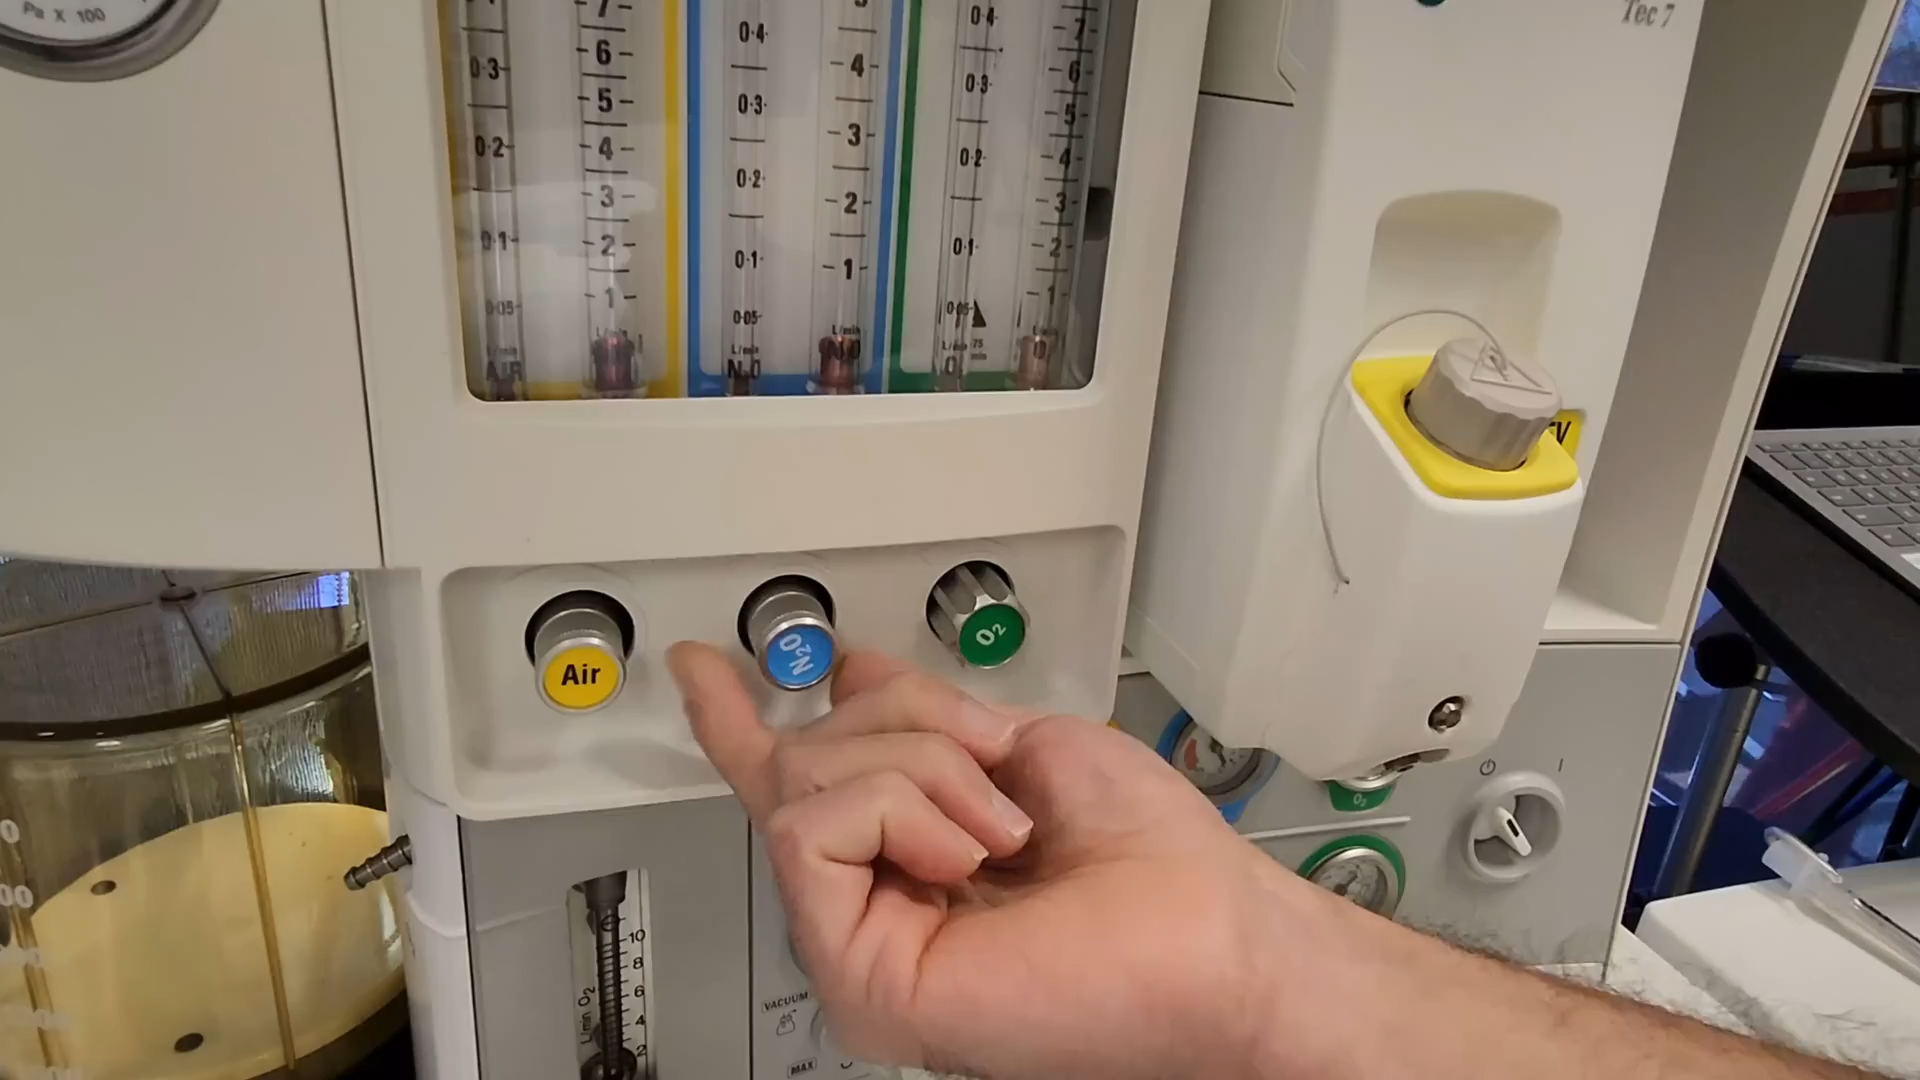 Pa X 100
Tec 7
0·3
0·2
0·1
0·05
L/min
AIR
7
6
5
4
3
2
1
L/min
0·4
0·3
0·2
0·1
0·05
L/min
N₂O
4
3
2
1
L/min
0·4
0·3
0·2
0·1
0·05
L/min
7
6
5
4
3
2
1
L/min
Air
N₂O
O₂
O₂
10
8
6
4
2
L/min O₂
VACUUM
MAX